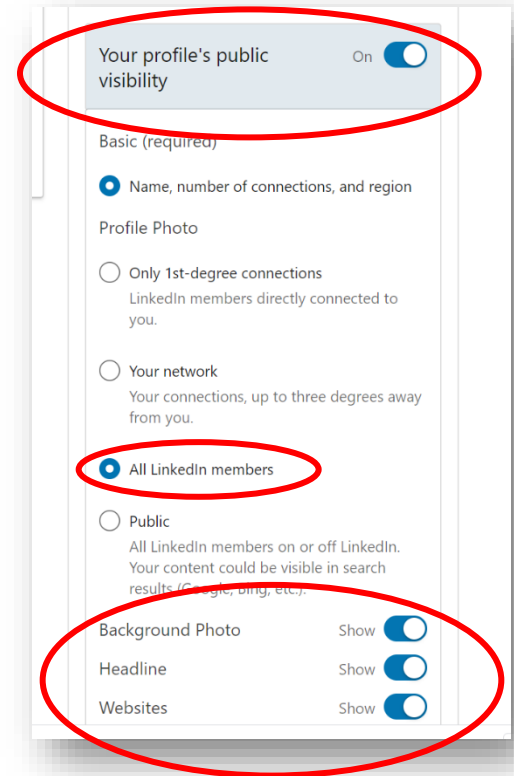 Your profile's public On
visibility
Basic (required)
Name, number of connections, and region
Profile Photo
Only 1st-degree connections
LinkedIn members directly connected to
you.
Your network
Your connections, up to three degrees away
from you.
All LinkedIn members
Public
All LinkedIn members on or off LinkedIn.
Your content could be visible in search
results (Google, Bing, etc.).
Background Photo Show
Headline Show
Websites Show